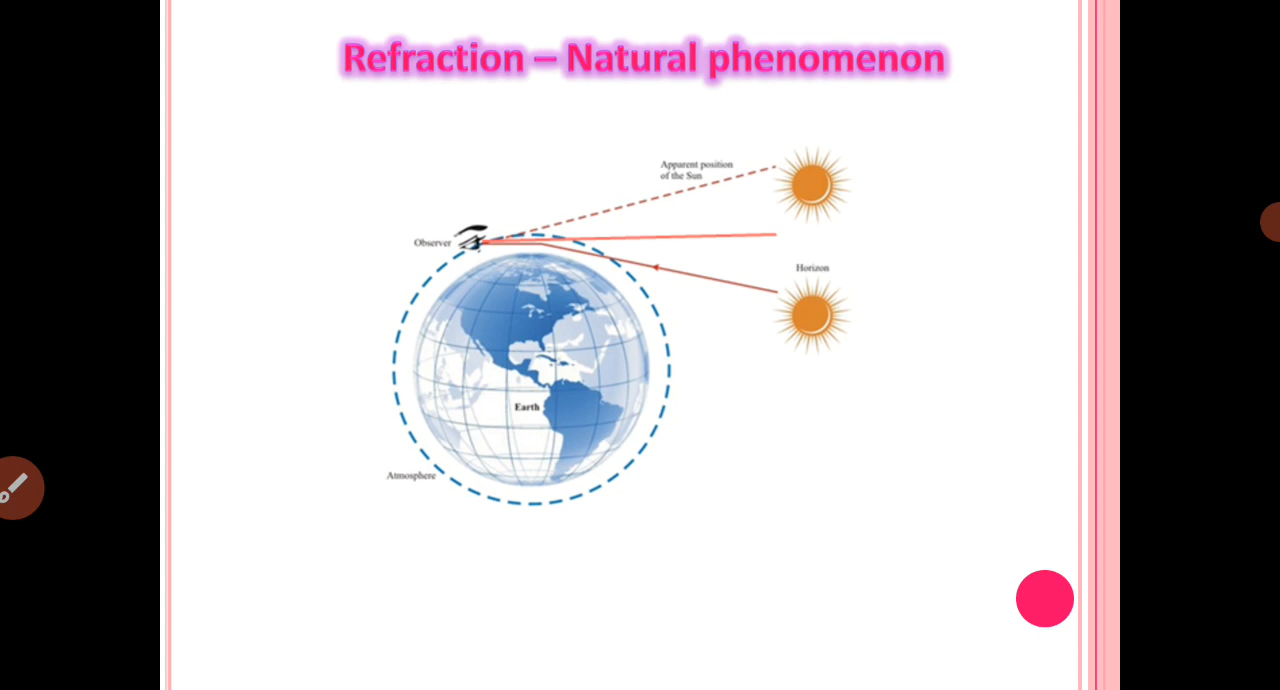 Refraction – Natural phenomenon
Apparent position
of the Sun
Observer
Horizon
Earth
Atmosphere